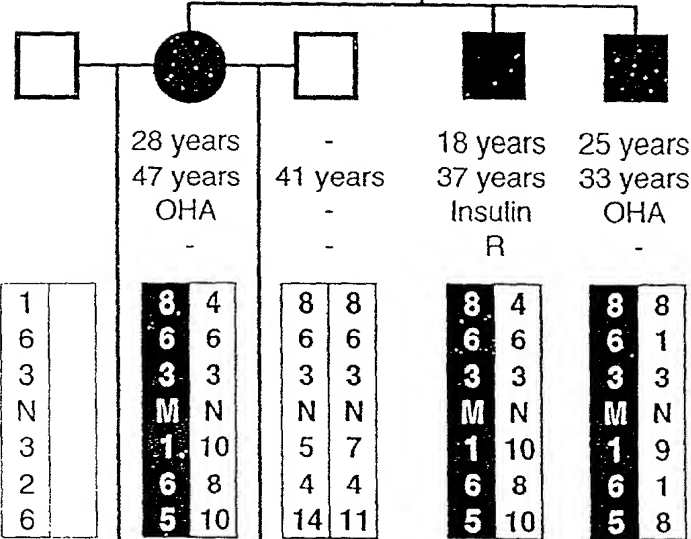 28 years - 18 years 25 years
47 years 41 years 37 years 33 years
OHA - Insulin OHA
- - R -
1 8 4 8 8 8 4 8 8
6 6 6 6 6 6 6 6 1
3 3 3 3 3 3 3 3 3
N M N N N M N M N
3 1 10 5 7 1 10 1 9
2 6 8 4 4 6 8 6 1
6 5 10 14 11 5 10 5 8